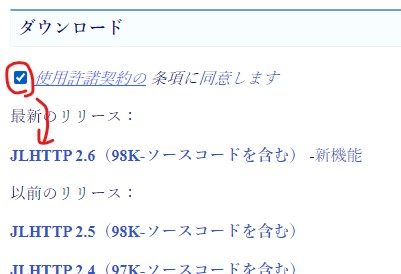 ダウンロード
使用許諾契約の 条項に同意します
最新のリリース：
JLHTTP 2.6（98K-ソースコードを含む） -新機能
以前のリリース：
JLHTTP 2.5（98K-ソースコードを含む）
JLHTTP 2.4（97K-ソースコードを含む）